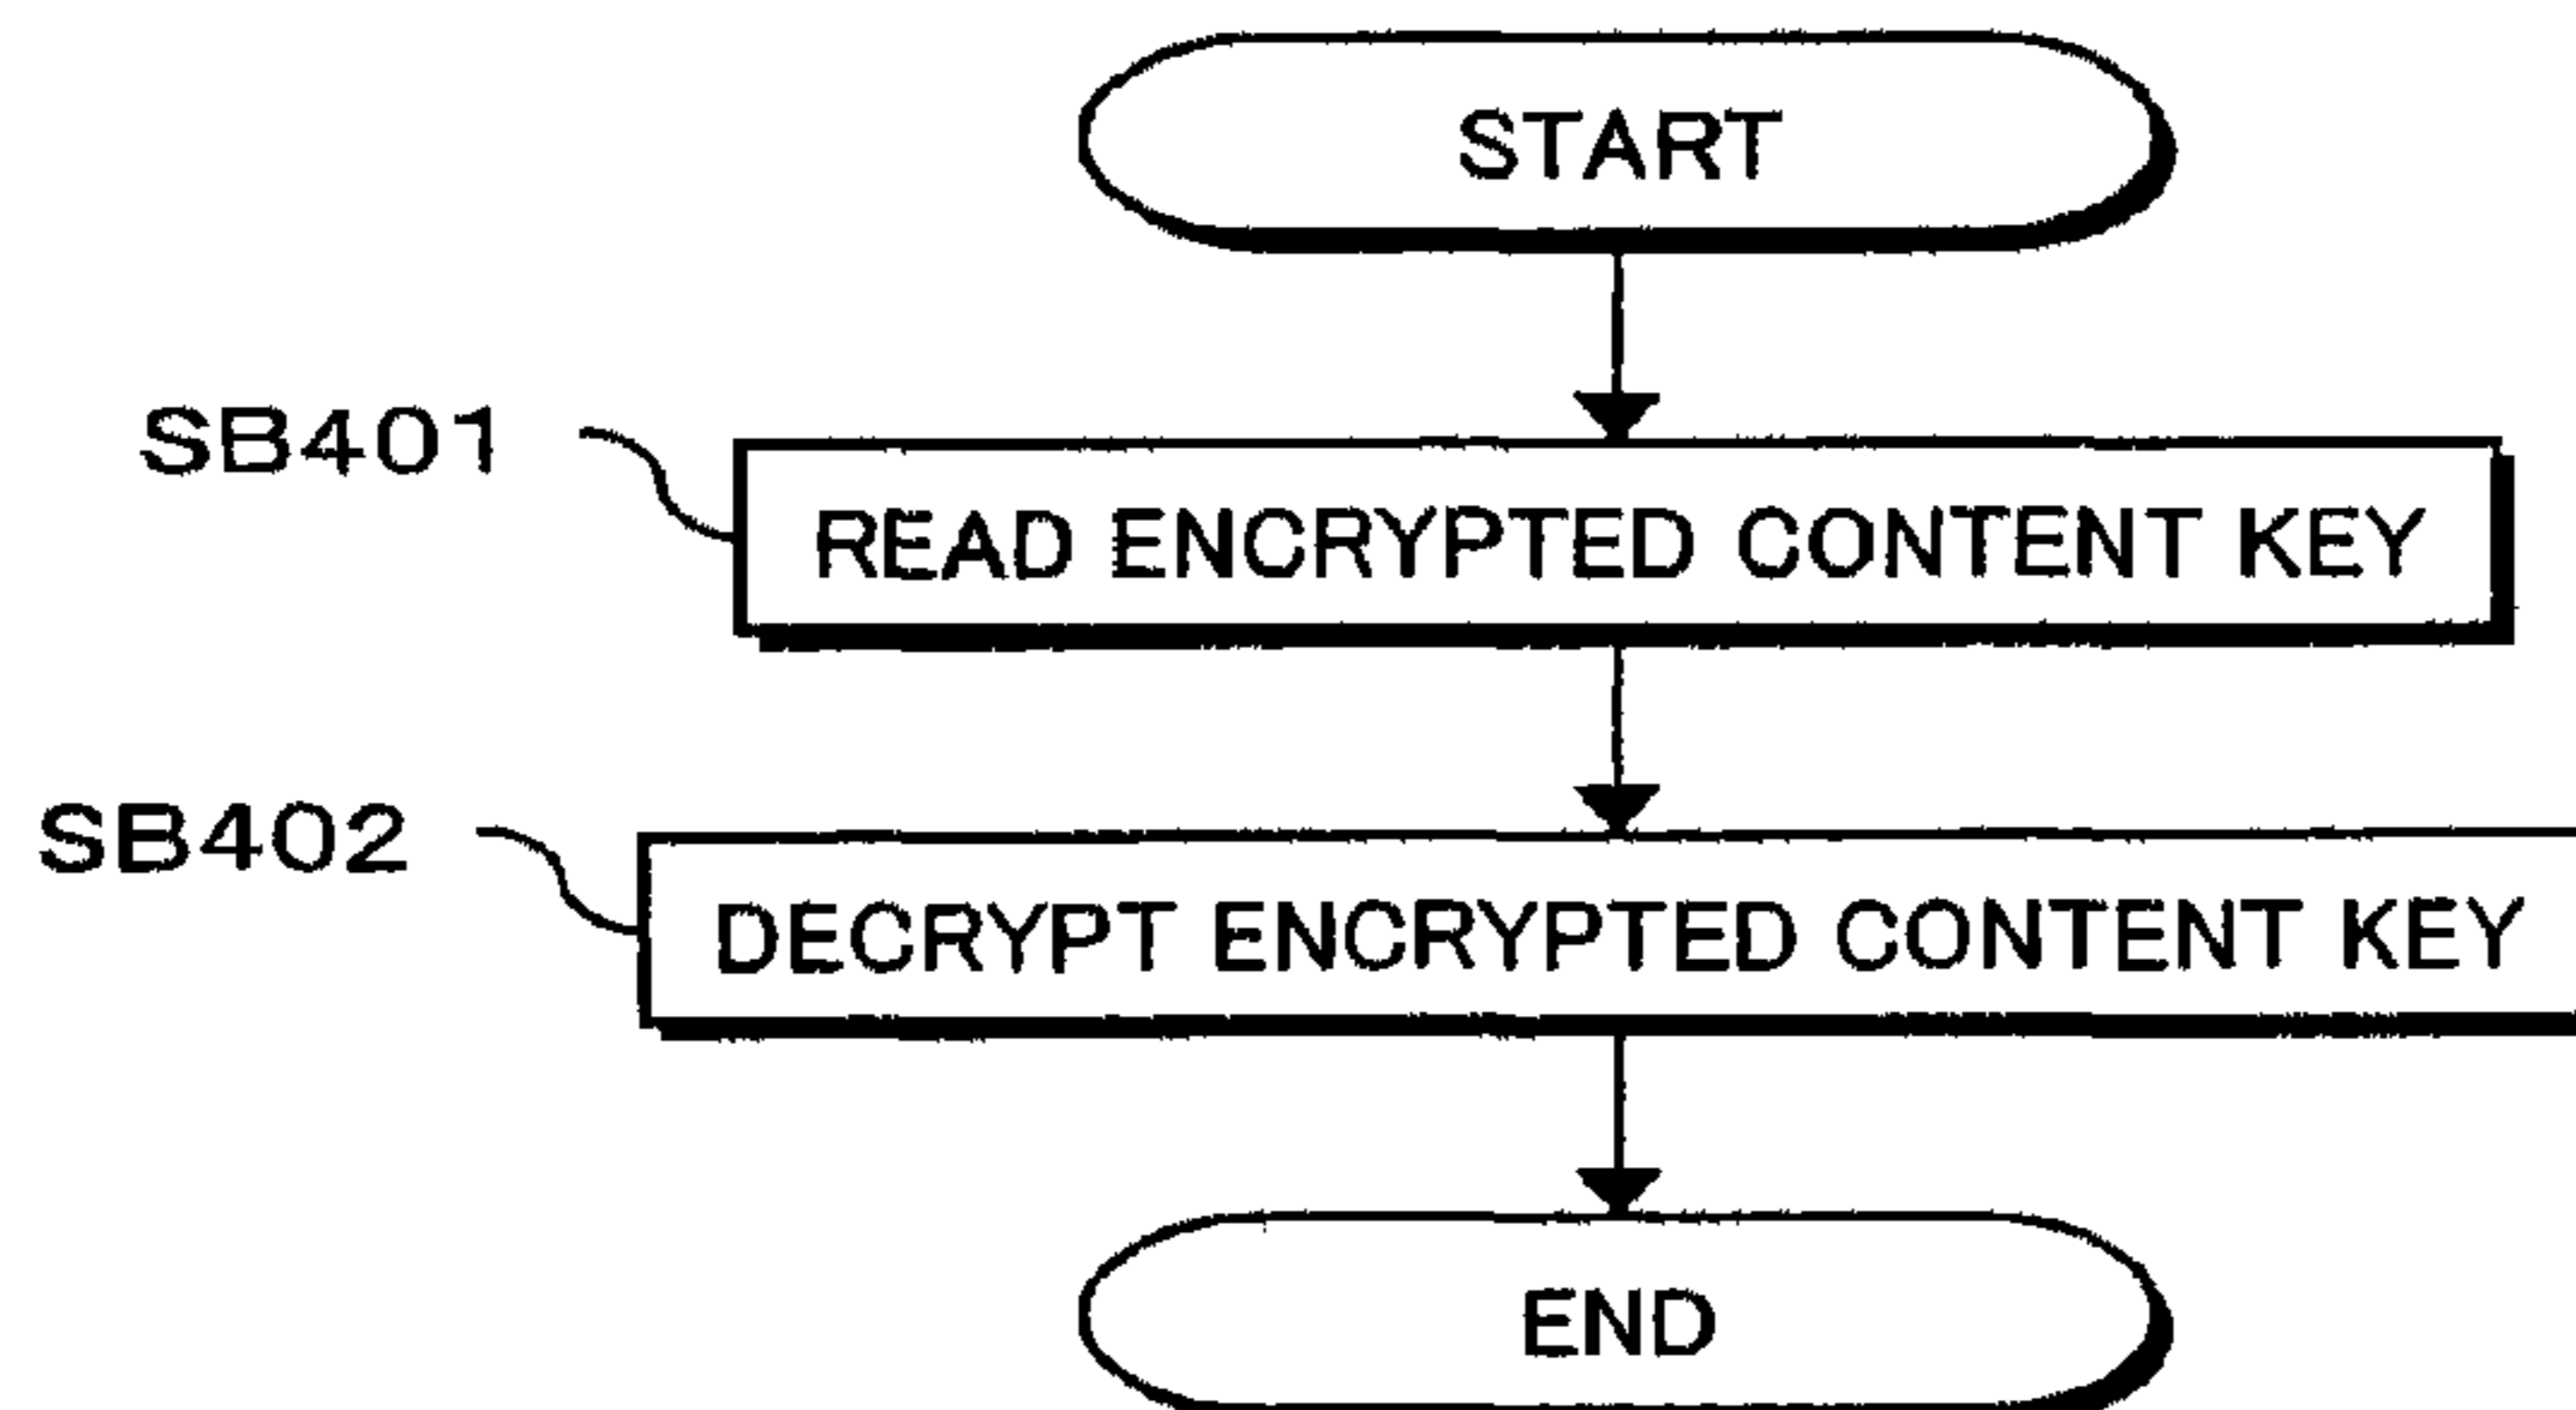 START
SB401
READ ENCRYPTED CONTENT KEY
SB402
DECRYPT ENCRYPTED CONTENT KEY
END